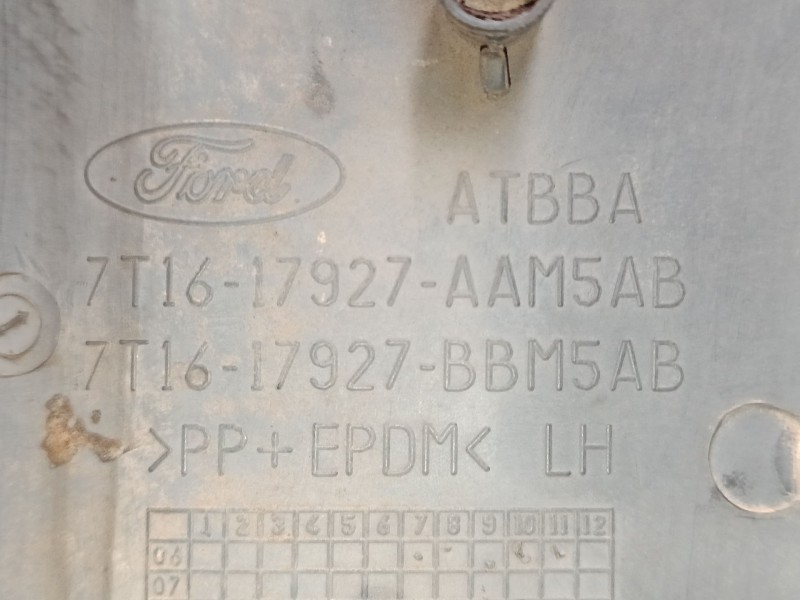 Ford
ATBBA
7T16-17927-AAM5AB
7T16-17927-BBM5AB
>PP+EPDM< LH
1 2 3 4 5 6 7 8 9 10 11 12
06
07